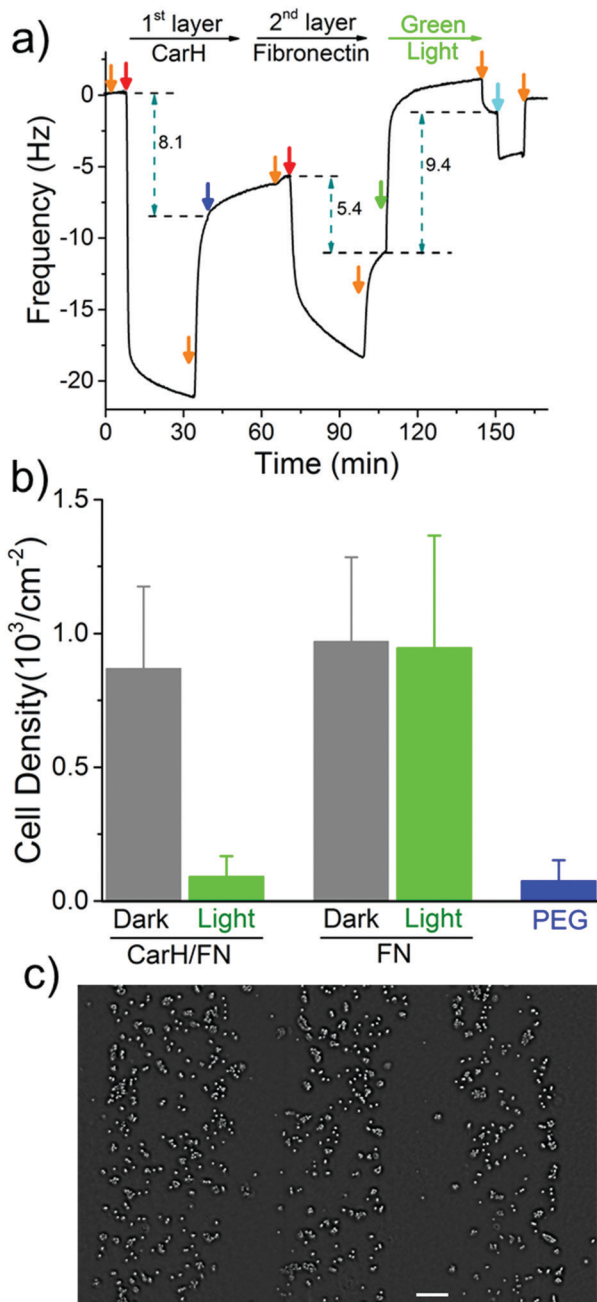 a)
1st layer 2nd layer Green
CarH Fibronectin Light
0
-5
-10
-15
-20
8.1
5.4
9.4
Frequency (Hz)
0 30 60 90 120 150
Time (min)
b)
1.5
1.0
0.5
0.0
Cell Density(10³/cm⁻²)
Dark Light Dark Light PEG
CarH/FN FN
c)